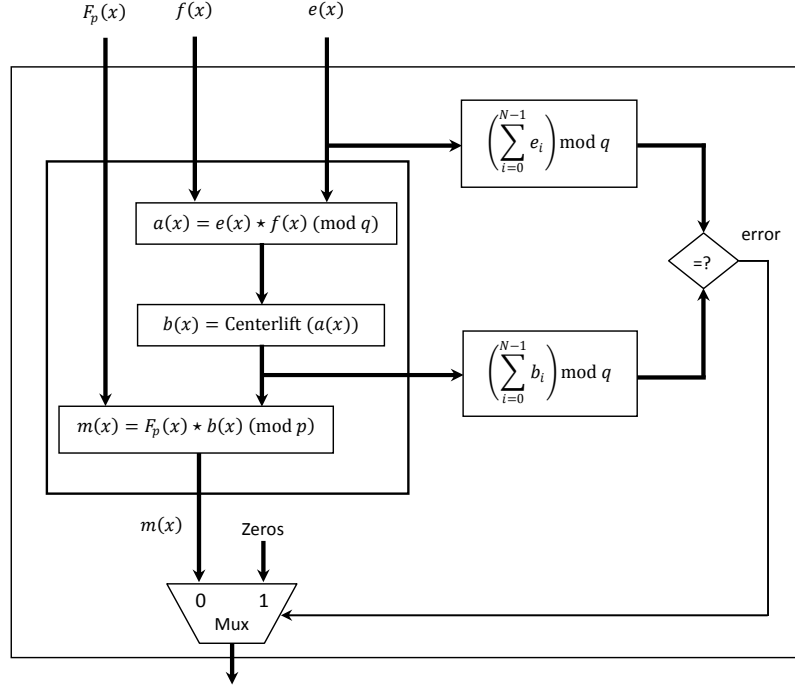 F_p(x) f(x) e(x)
(∑_{i=0}^{N−1} e_i) mod q
a(x) = e(x) ⋆ f(x) (mod q)
error
=?
b(x) = Centerlift (a(x))
(∑_{i=0}^{N−1} b_i) mod q
m(x) = F_p(x) ⋆ b(x) (mod p)
m(x)
Zeros
0 1
Mux